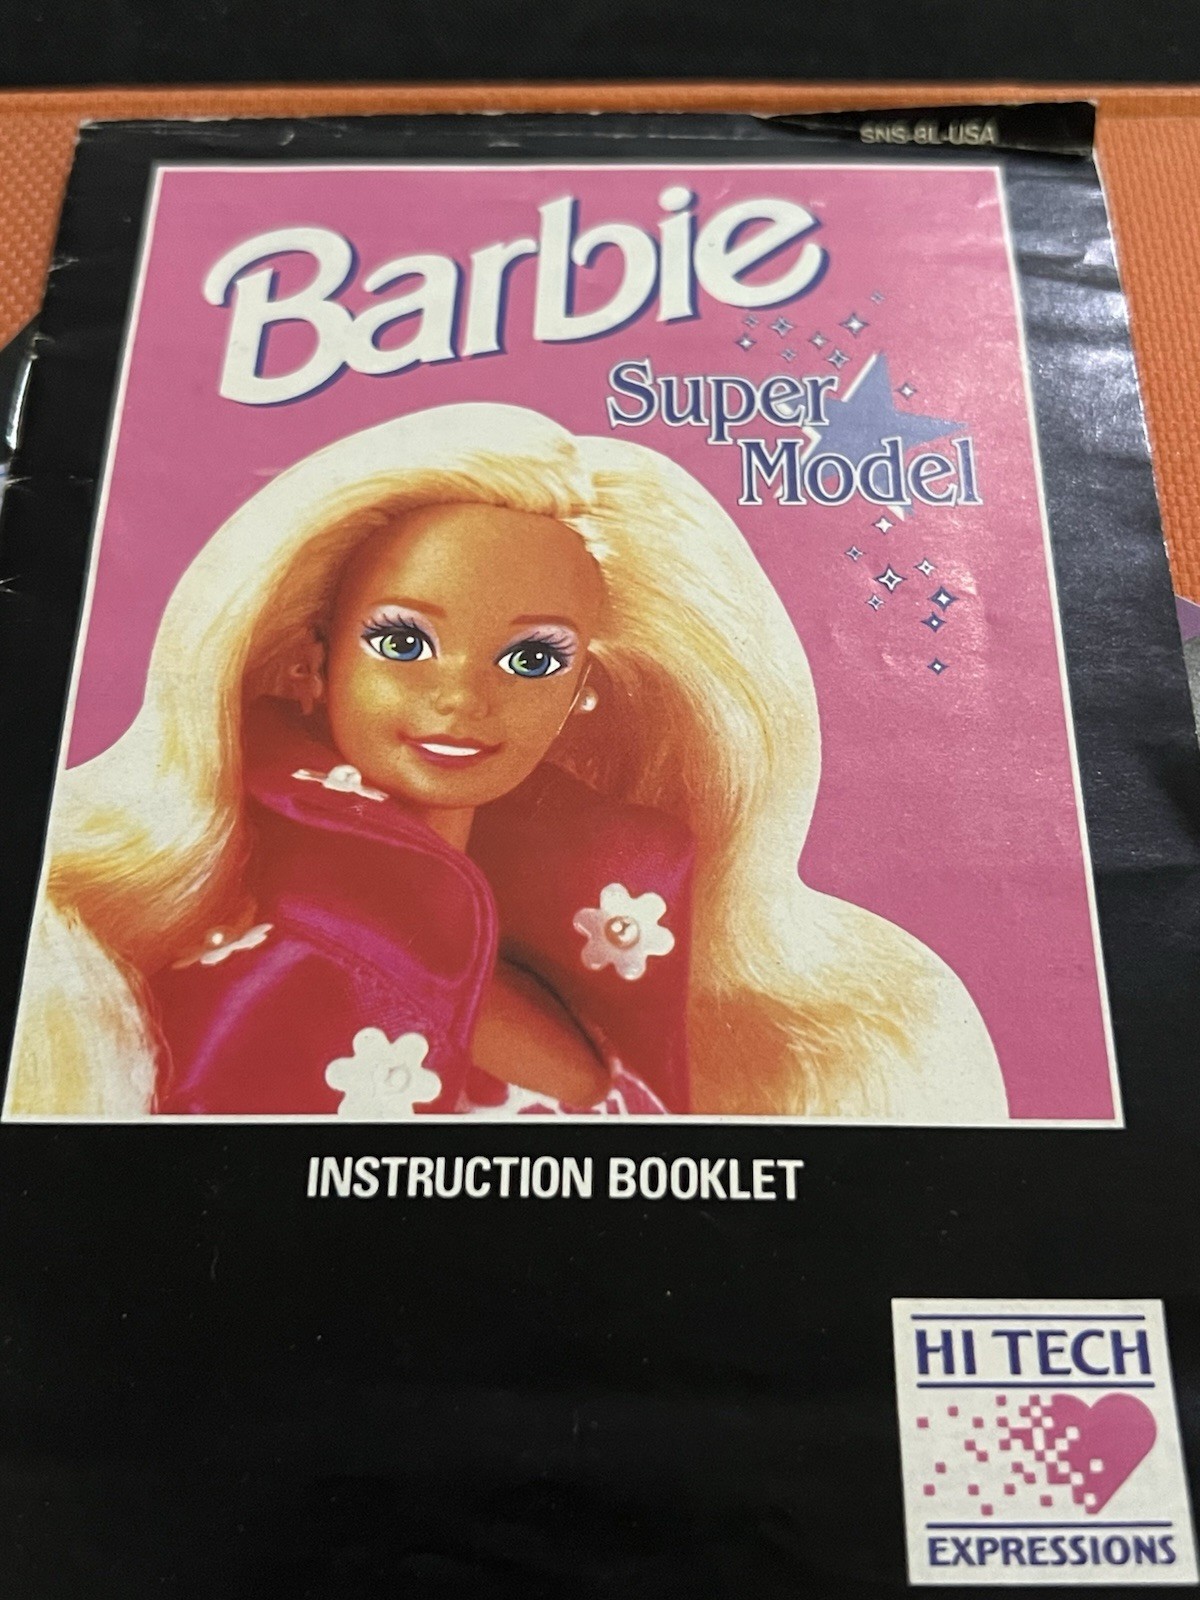 SNS-8L-USA
Barbie
Super
Model
INSTRUCTION BOOKLET
HI TECH
EXPRESSIONS